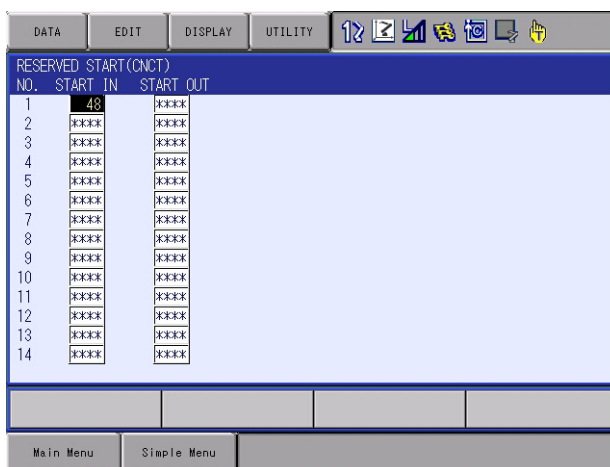 DATA EDIT DISPLAY UTILITY
RESERVED START(CNCT)
NO. START IN START OUT
1 48 ****
2 **** ****
3 **** ****
4 **** ****
5 **** ****
6 **** ****
7 **** ****
8 **** ****
9 **** ****
10 **** ****
11 **** ****
12 **** ****
13 **** ****
14 **** ****
Main Menu Simple Menu